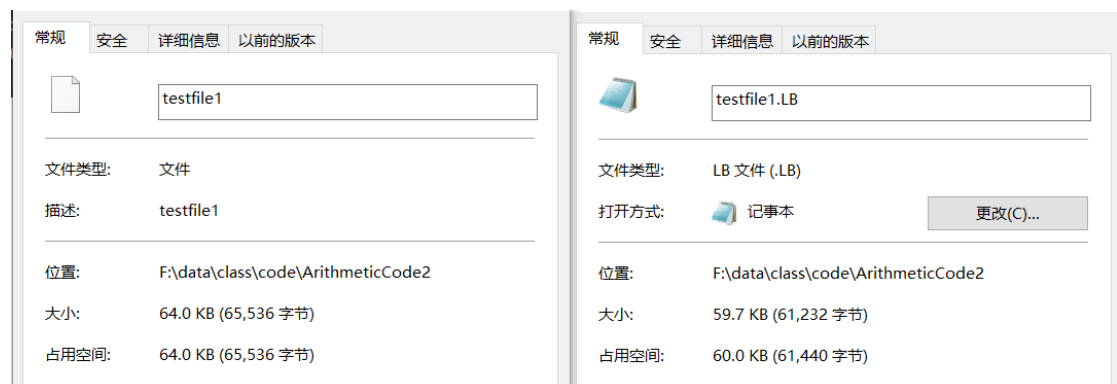 常规 安全 详细信息 以前的版本
testfile1
文件类型: 文件
描述: testfile1
位置: F:\data\class\code\ArithmeticCode2
大小: 64.0 KB (65,536 字节)
占用空间: 64.0 KB (65,536 字节)
常规 安全 详细信息 以前的版本
testfile1.LB
文件类型: LB 文件 (.LB)
打开方式: 记事本 更改(C)...
位置: F:\data\class\code\ArithmeticCode2
大小: 59.7 KB (61,232 字节)
占用空间: 60.0 KB (61,440 字节)